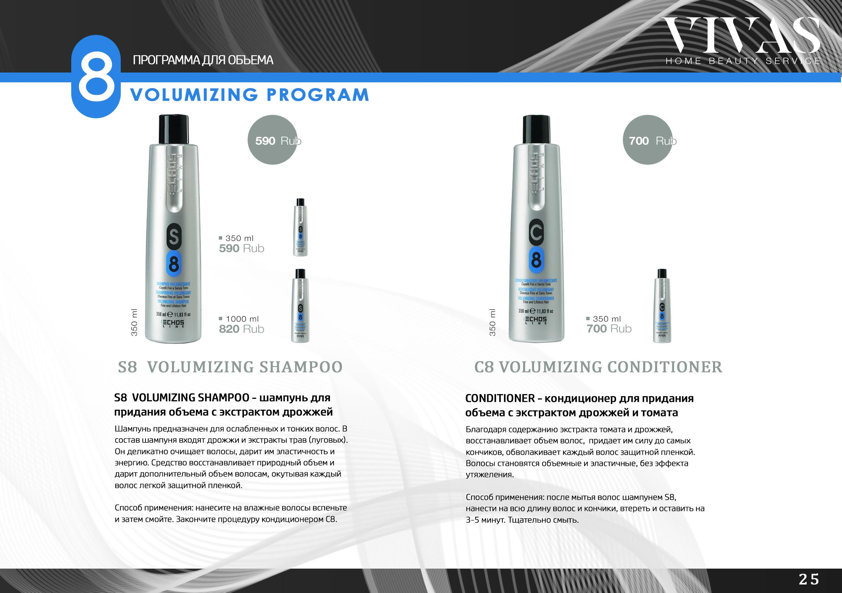 VIVAS
HOME BEAUTY SERVICE
8
ПРОГРАММА ДЛЯ ОБЪЕМА
VOLUMIZING PROGRAM
590 Rub
350 ml
590 Rub
1000 ml
820 Rub
350 ml
S
8
ECHOS
LINE
S8 VOLUMIZING SHAMPOO
S8 VOLUMIZING SHAMPOO – шампунь для
придания объема с экстрактом дрожжей
Шампунь предназначен для ослабленных и тонких волос. В
состав шампуня входят дрожжи и экстракты трав (луговых).
Он деликатно очищает волосы, дарит им эластичность и
энергию. Средство восстанавливает природный объем и
дарит дополнительный объем волосам, окутывая каждый
волос легкой защитной пленкой.
Способ применения: нанесите на влажные волосы вспеньте
и затем смойте. Закончите процедуру кондиционером С8.
700 Rub
350 ml
700 Rub
350 ml
C
8
ECHOS
LINE
C8 VOLUMIZING CONDITIONER
CONDITIONER – кондиционер для придания
объема с экстрактом дрожжей и томата
Благодаря содержанию экстракта томата и дрожжей,
восстанавливает объем волос, придает им силу до самых
кончиков, обволакивает каждый волос защитной пленкой.
Волосы становятся объемные и эластичные, без эффекта
утяжеления.
Способ применения: после мытья волос шампунем S8,
нанести на всю длину волос и кончики, втереть и оставить на
3-5 минут. Тщательно смыть.
25